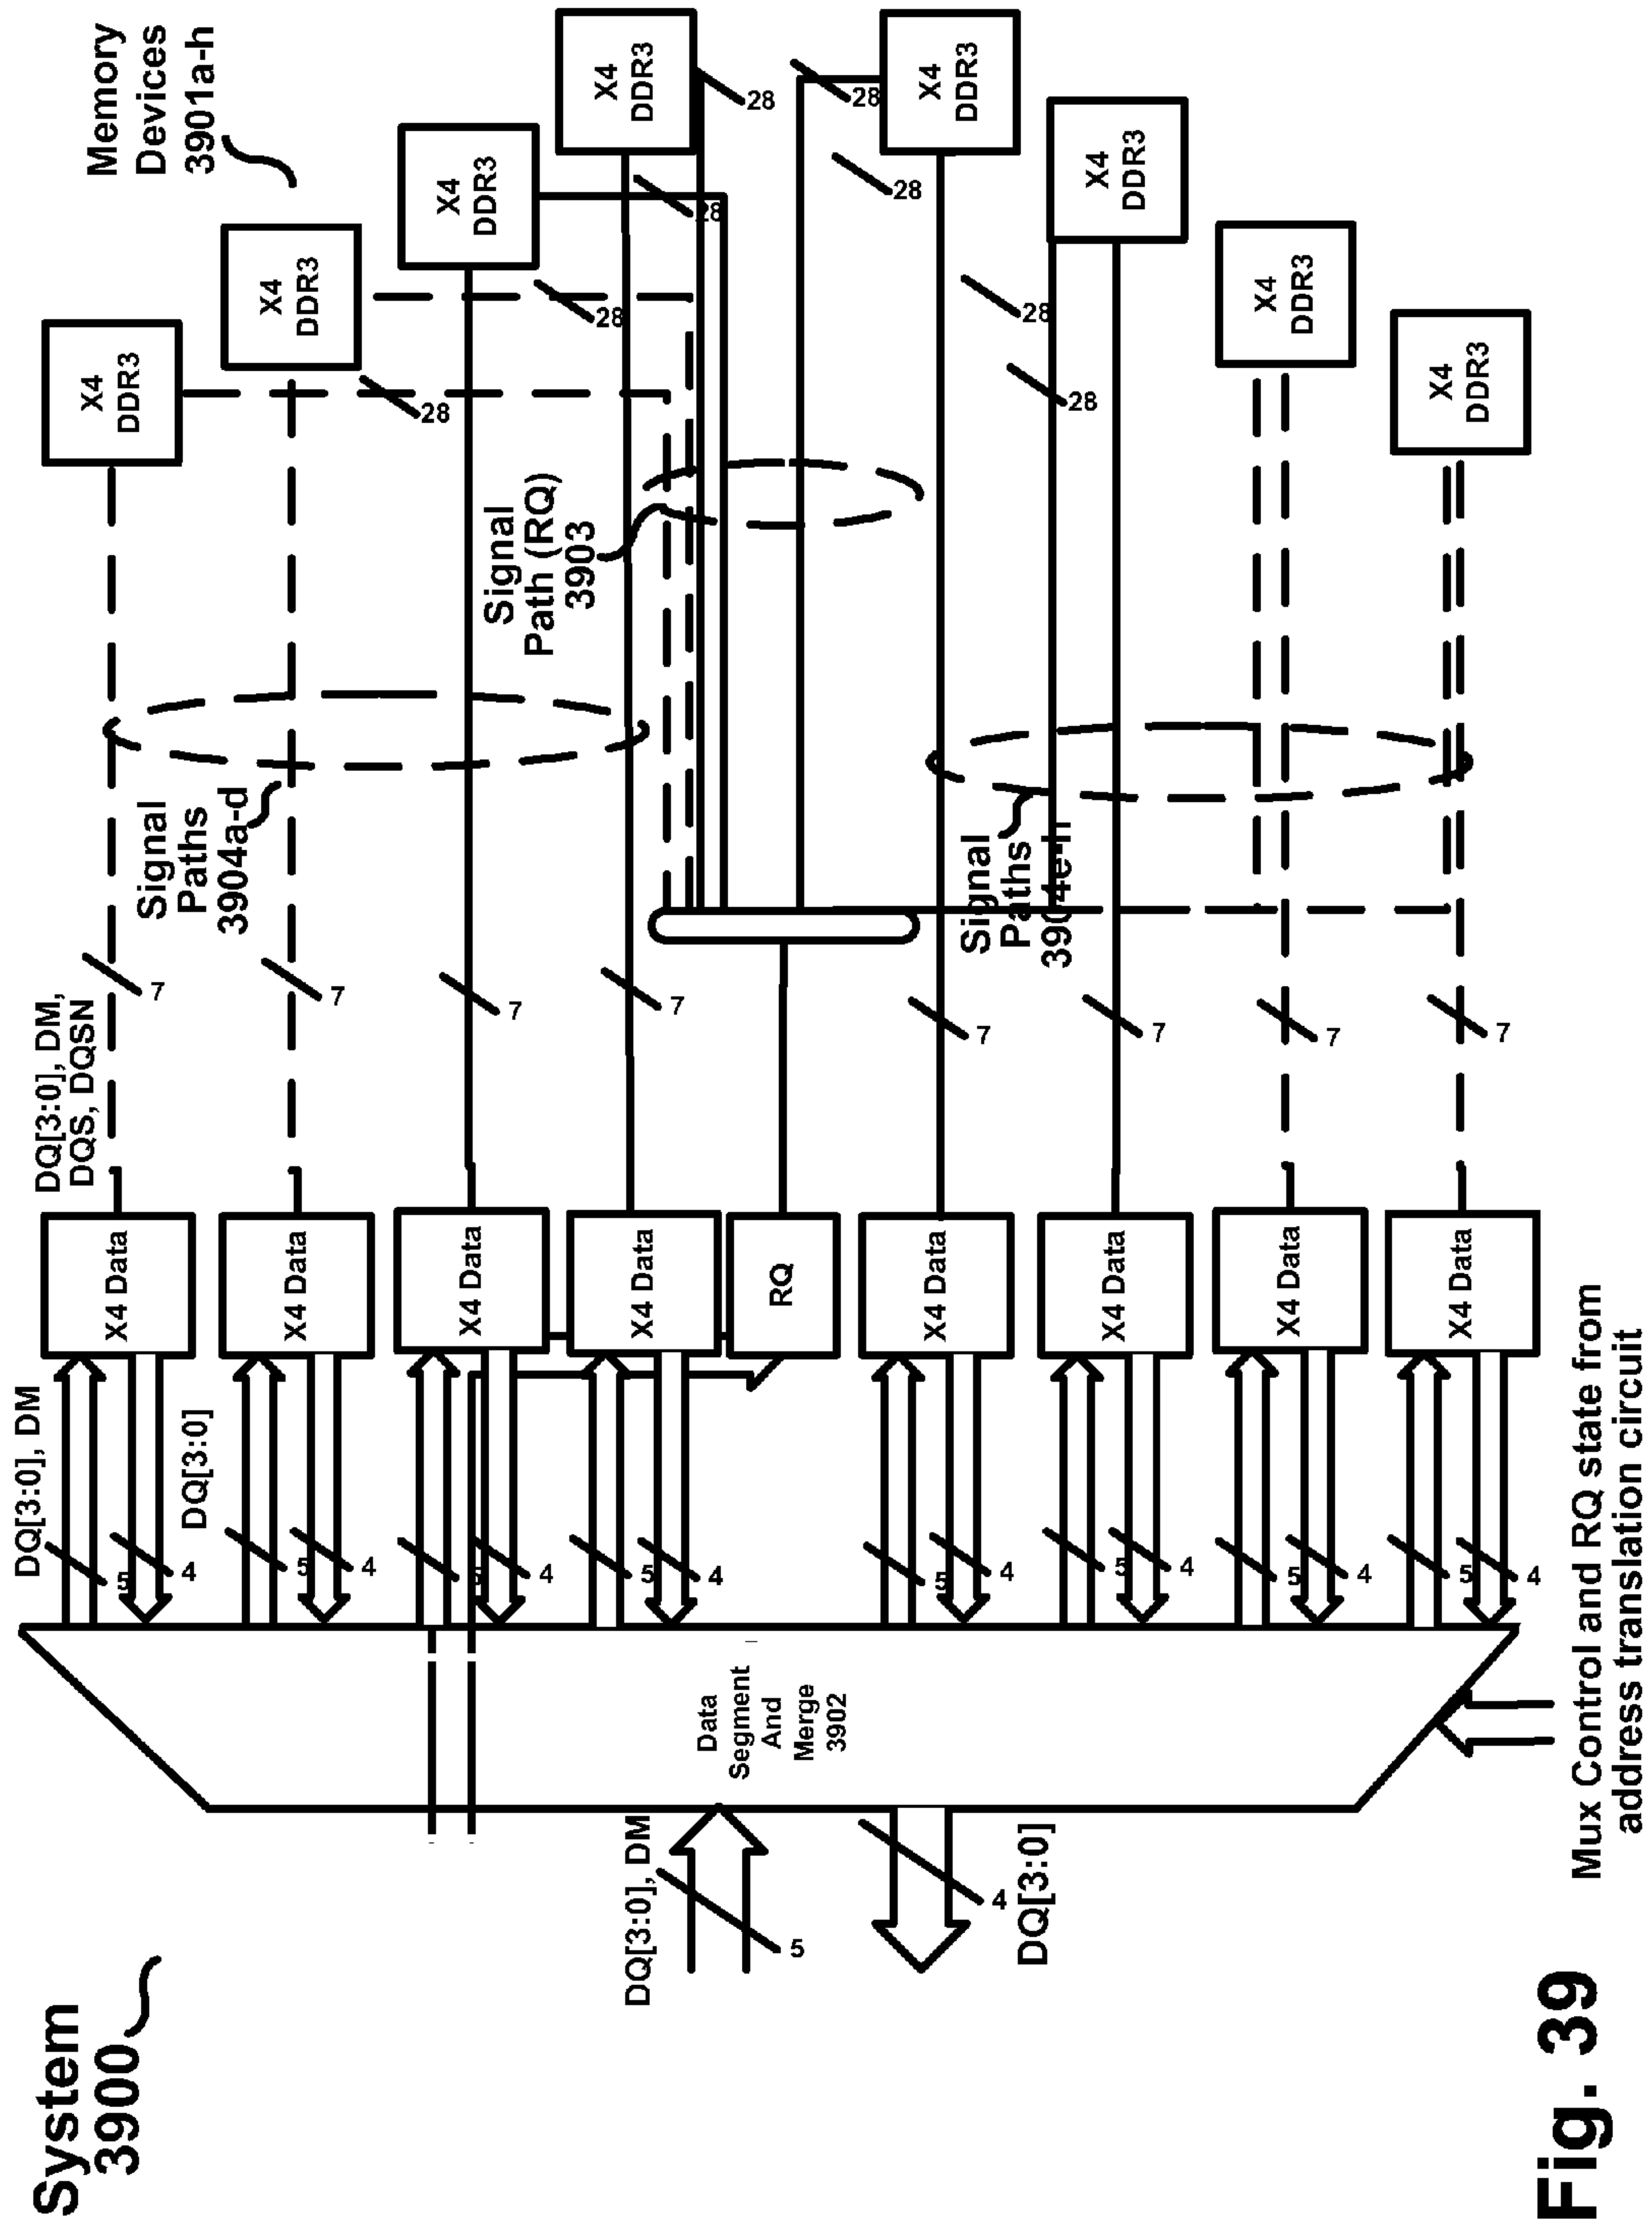 System
3900
Memory
Devices
3901a-h
X4
DDR3
X4
DDR3
X4
DDR3
X4
DDR3
X4
DDR3
X4
DDR3
X4
DDR3
X4
DDR3
28
28
28
28
28
28
28
28
Signal
Path (RQ)
3903
Signal
Paths
3904a-d
Signal
Paths
3904e-h
DQ[3:0], DM,
DQS, DQSN
7
7
7
7
7
7
7
7
X4 Data
X4 Data
X4 Data
X4 Data
RQ
X4 Data
X4 Data
X4 Data
X4 Data
DQ[3:0], DM
DQ[3:0]
5
4
5
4
5
4
5
4
5
4
5
4
5
4
5
4
Data
Segment
And
Merge
3902
DQ[3:0], DM
5
4
DQ[3:0]
Mux Control and RQ state from
address translation circuit
Fig. 39